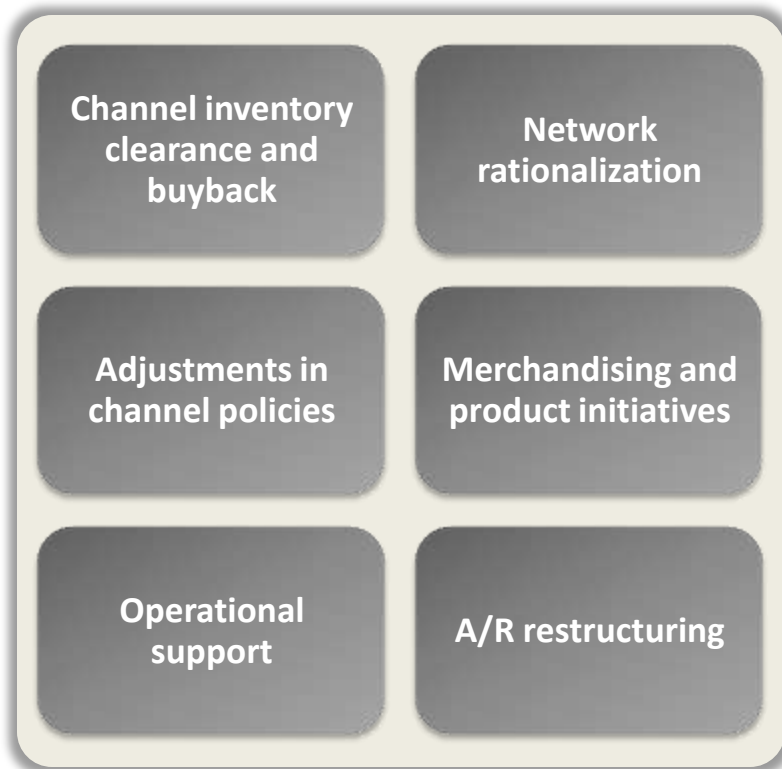 Channel inventory
clearance and
buyback
Network
rationalization
Adjustments in
channel policies
Merchandising and
product initiatives
Operational
support
A/R restructuring